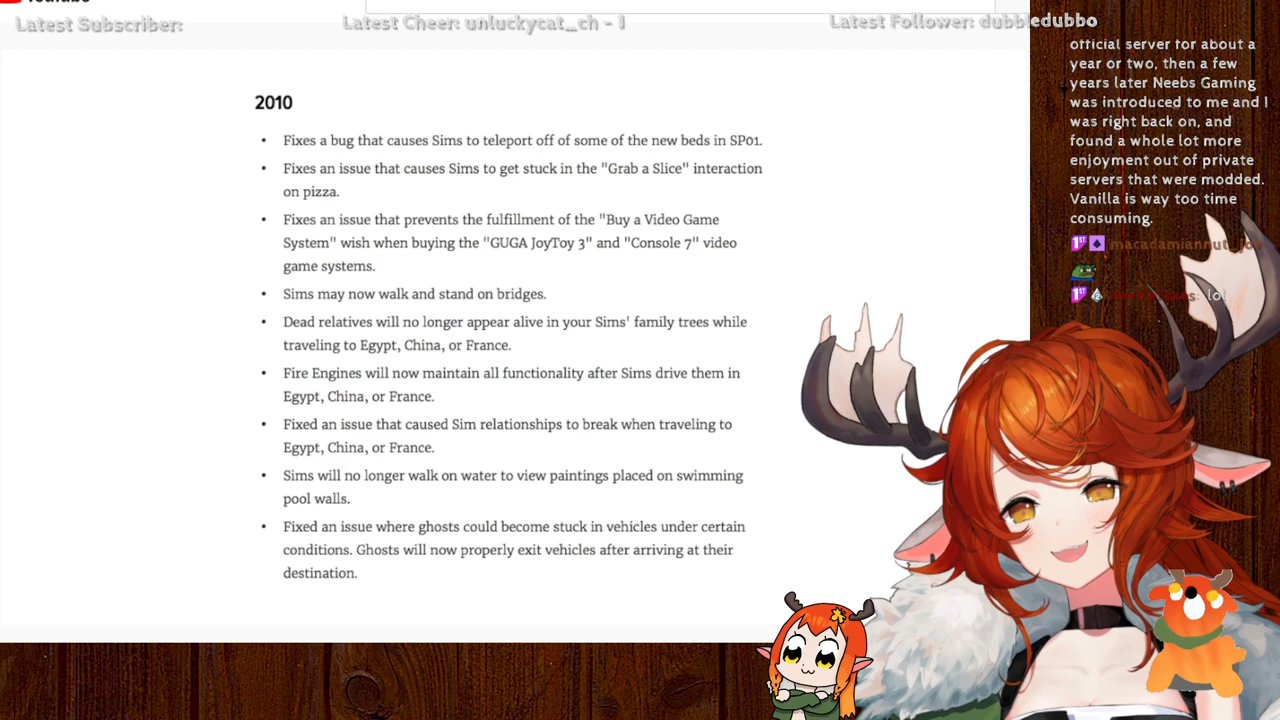 Latest Subscriber:
Latest Cheer: unluckycat_ch - 1
Latest Follower: dubbledubbo
2010
• Fixes a bug that causes Sims to teleport off of some of the new beds in SP01.
• Fixes an issue that causes Sims to get stuck in the "Grab a Slice" interaction
on pizza.
• Fixes an issue that prevents the fulfillment of the "Buy a Video Game
System" wish when buying the "GUGA JoyToy 3" and "Console 7" video
game systems.
• Sims may now walk and stand on bridges.
• Dead relatives will no longer appear alive in your Sims' family trees while
traveling to Egypt, China, or France.
• Fire Engines will now maintain all functionality after Sims drive them in
Egypt, China, or France.
• Fixed an issue that caused Sim relationships to break when traveling to
Egypt, China, or France.
• Sims will no longer walk on water to view paintings placed on swimming
pool walls.
• Fixed an issue where ghosts could become stuck in vehicles under certain
conditions. Ghosts will now properly exit vehicles after arriving at their
destination.
official server for about a
year or two, then a few
years later Neebs Gaming
was introduced to me and I
was right back on, and
found a whole lot more
enjoyment out of private
servers that were modded.
Vanilla is way too time
consuming.
1ST macadamiannut_joe
1ST lol